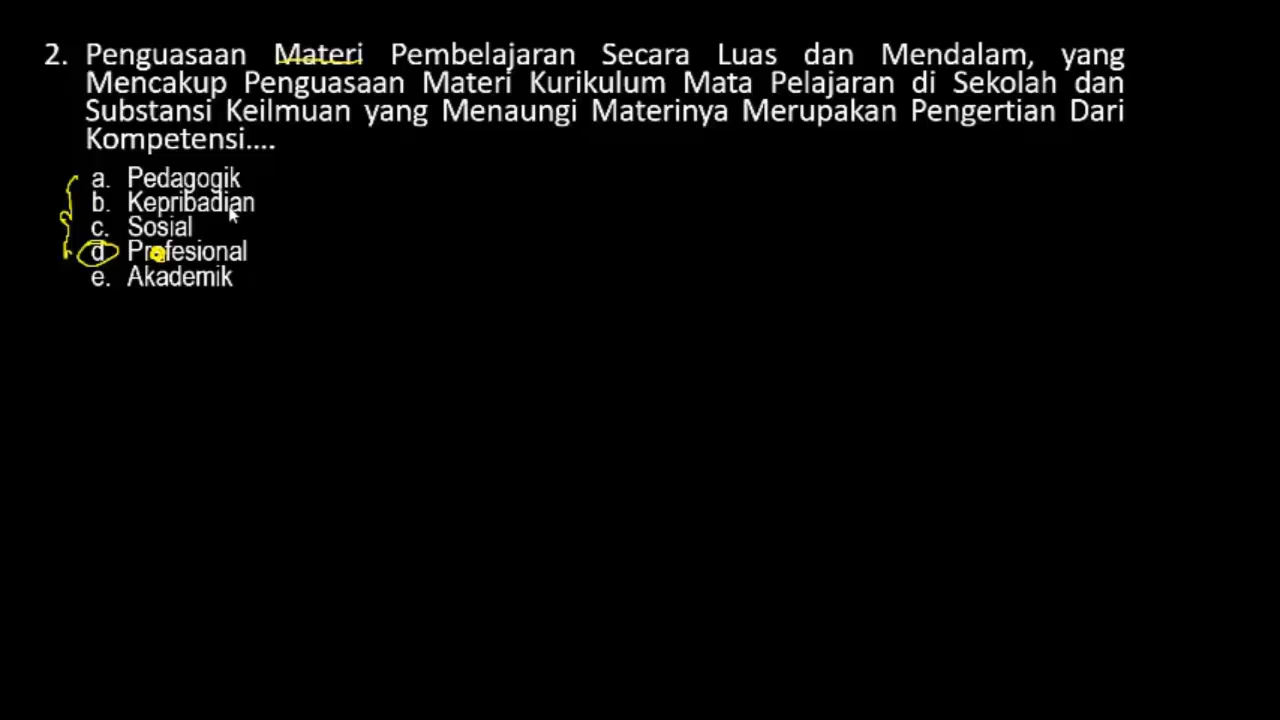 2. Penguasaan Materi Pembelajaran Secara Luas dan Mendalam, yang
Mencakup Penguasaan Materi Kurikulum Mata Pelajaran di Sekolah dan
Substansi Keilmuan yang Menaungi Materinya Merupakan Pengertian Dari
Kompetensi....
a. Pedagogik
b. Kepribadian
c. Sosial
d Profesional
e. Akademik